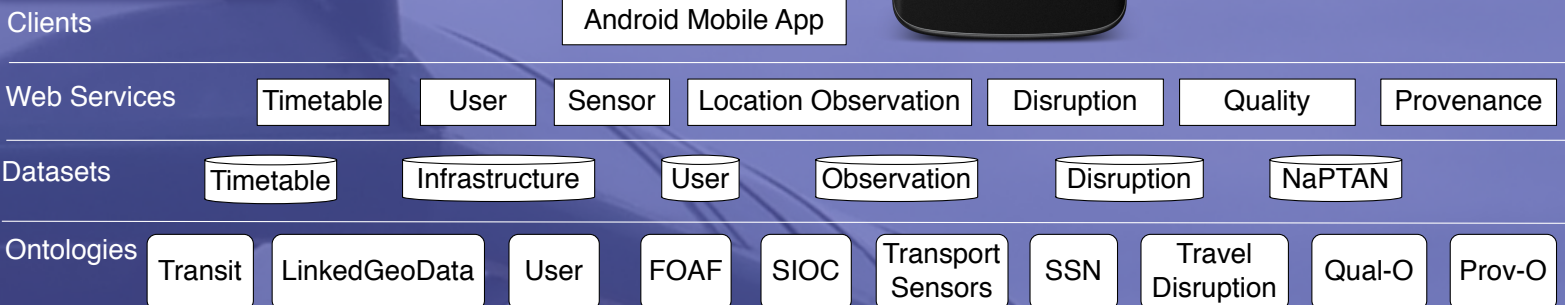 Clients
Android Mobile App
Web Services
Timetable
User
Sensor
Location Observation
Disruption
Quality
Provenance
Datasets
Timetable
Infrastructure
User
Observation
Disruption
NaPTAN
Ontologies
Transit
LinkedGeoData
User
FOAF
SIOC
Transport
Sensors
SSN
Travel
Disruption
Qual-O
Prov-O